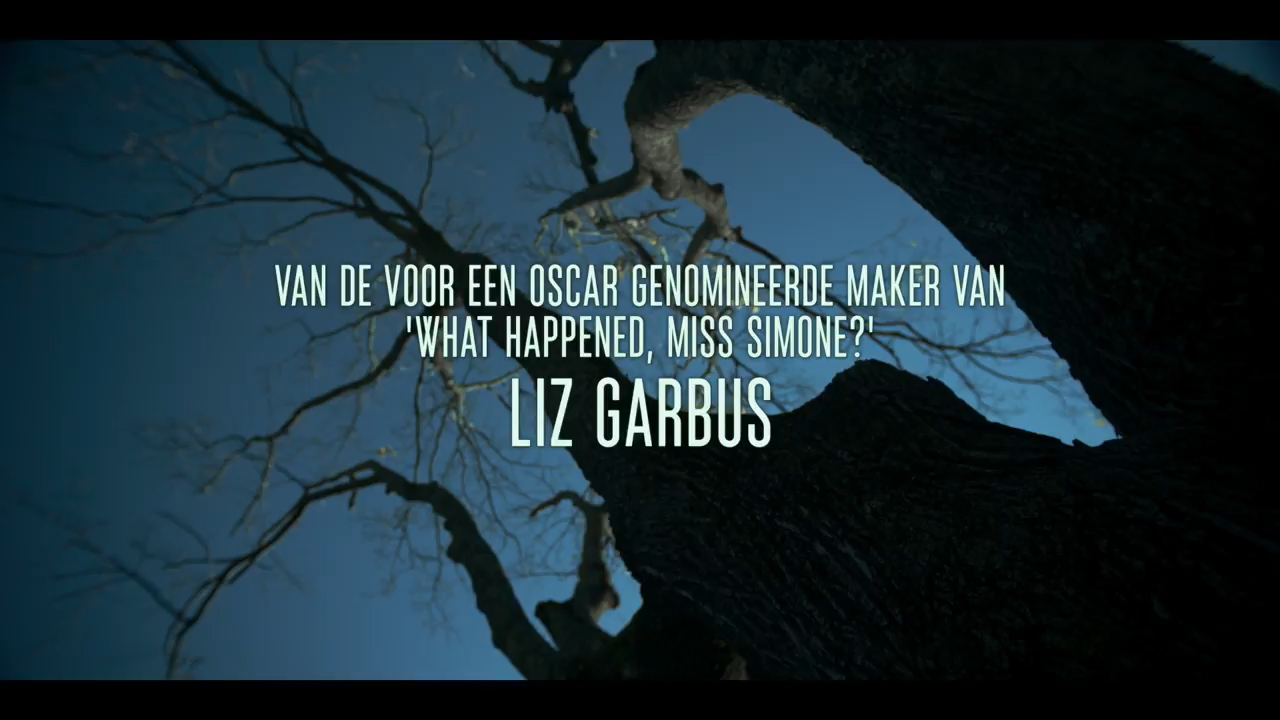 VAN DE VOOR EEN OSCAR GENOMINEERDE MAKER VAN
'WHAT HAPPENED, MISS SIMONE?'
LIZ GARBUS